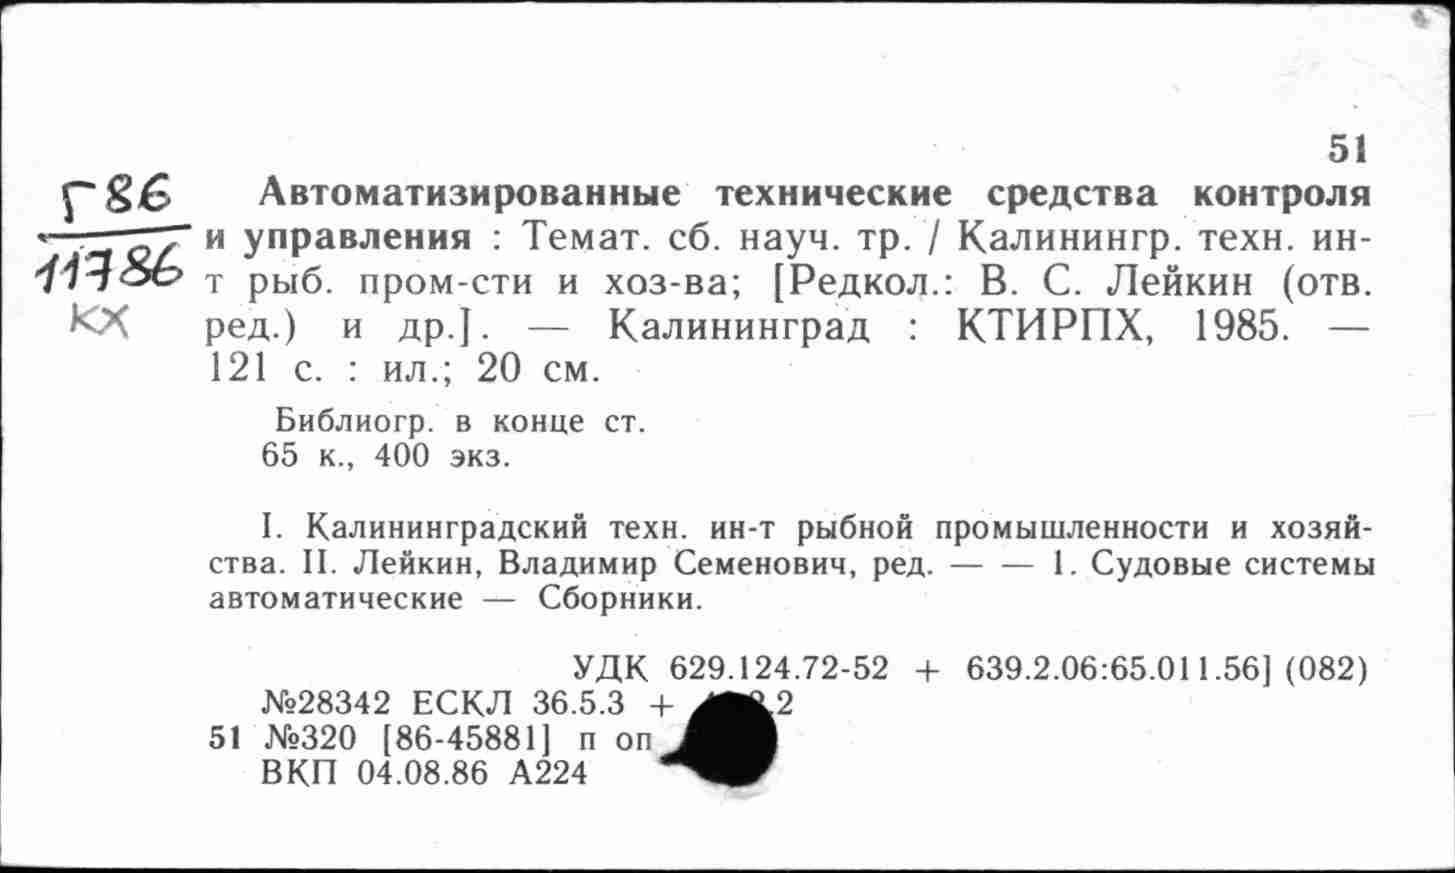 51
Г86
11786
кх
Автоматизированные технические средства контроля
и управления : Темат. сб. науч. тр. / Калинингр. техн. ин-
т рыб. пром-сти и хоз-ва; [Редкол.: В. С. Лейкин (отв.
ред.) и др.]. — Калининград : КТИРПХ, 1985. —
121 с. : ил.; 20 см.
Библиогр. в конце ст.
65 к., 400 экз.
I. Калининградский техн. ин-т рыбной промышленности и хозяй-
ства. II. Лейкин, Владимир Семенович, ред. — — 1. Судовые системы
автоматические — Сборники.
УДК 629.124.72-52 + 639.2.06:65.011.56] (082)
№28342 ЕСКЛ 36.5.3 +
51 №320 [86-45881] п оп
ВКП 04.08.86 А224